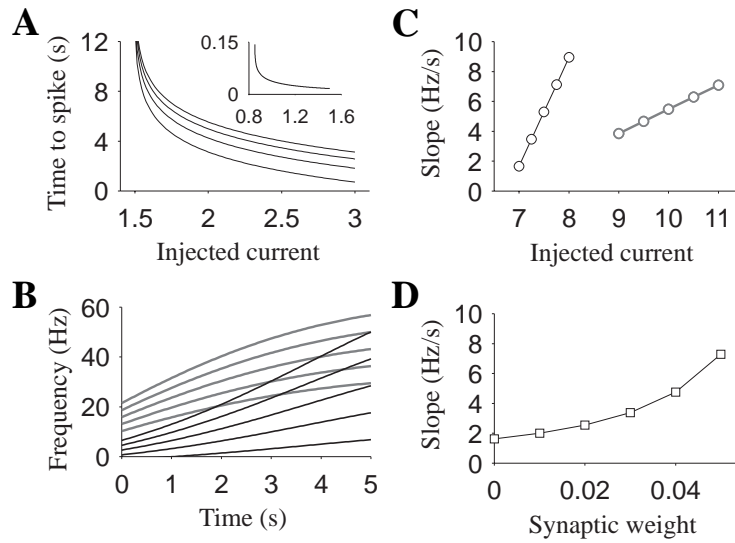 A
Time to spike (s)
12
8
4
0
0.15
0
0.8 1.2 1.6
1.5 2 2.5 3
Injected current
C
Slope (Hz/s)
10
8
6
4
2
0
7 8 9 10 11
Injected current
B
Frequency (Hz)
60
40
20
0
0 1 2 3 4 5
Time (s)
D
Slope (Hz/s)
10
8
6
4
2
0
0 0.02 0.04
Synaptic weight